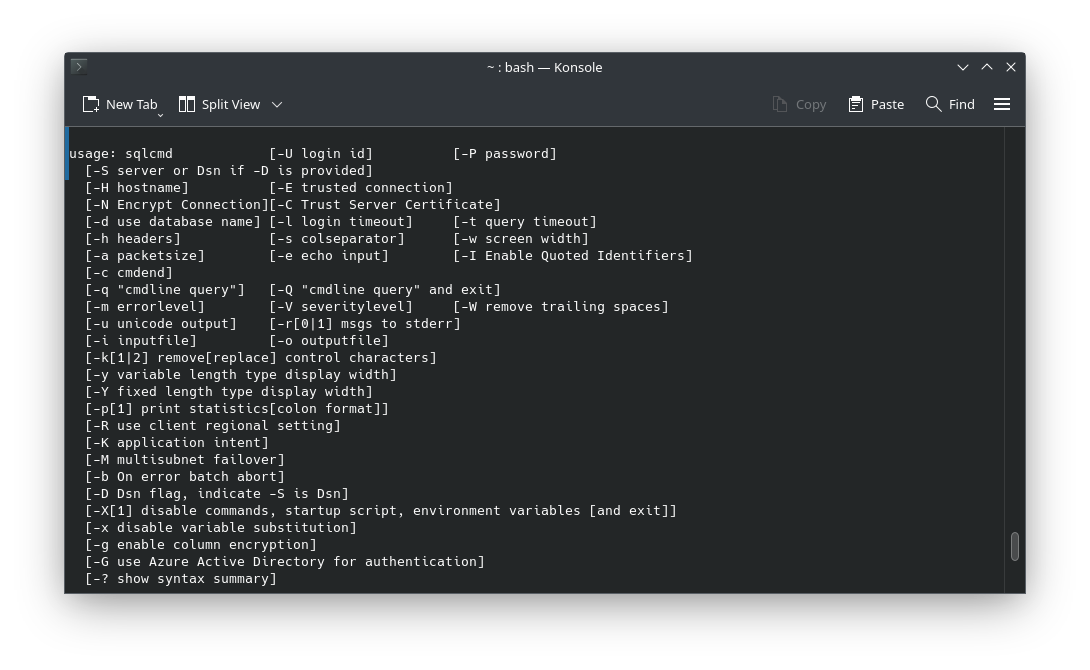 ~ : bash — Konsole
New Tab Split View Copy Paste Find
usage: sqlcmd            [-U login id]          [-P password]
  [-S server or Dsn if -D is provided]
  [-H hostname]          [-E trusted connection]
  [-N Encrypt Connection][-C Trust Server Certificate]
  [-d use database name] [-l login timeout]     [-t query timeout]
  [-h headers]           [-s colseparator]      [-w screen width]
  [-a packetsize]        [-e echo input]        [-I Enable Quoted Identifiers]
  [-c cmdend]
  [-q "cmdline query"]   [-Q "cmdline query" and exit]
  [-m errorlevel]        [-V severitylevel]     [-W remove trailing spaces]
  [-u unicode output]    [-r[0|1] msgs to stderr]
  [-i inputfile]         [-o outputfile]
  [-k[1|2] remove[replace] control characters]
  [-y variable length type display width]
  [-Y fixed length type display width]
  [-p[1] print statistics[colon format]]
  [-R use client regional setting]
  [-K application intent]
  [-M multisubnet failover]
  [-b On error batch abort]
  [-D Dsn flag, indicate -S is Dsn]
  [-X[1] disable commands, startup script, environment variables [and exit]]
  [-x disable variable substitution]
  [-g enable column encryption]
  [-G use Azure Active Directory for authentication]
  [-? show syntax summary]